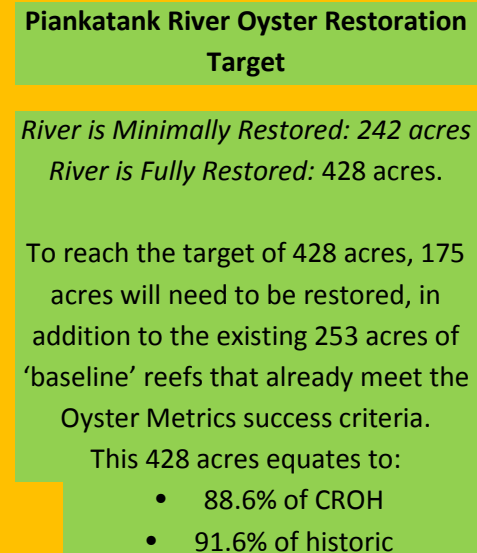 Piankatank River Oyster Restoration
Target
River is Minimally Restored: 242 acres
River is Fully Restored: 428 acres.
To reach the target of 428 acres, 175
acres will need to be restored, in
addition to the existing 253 acres of
‘baseline’ reefs that already meet the
Oyster Metrics success criteria.
This 428 acres equates to:
• 88.6% of CROH
• 91.6% of historic